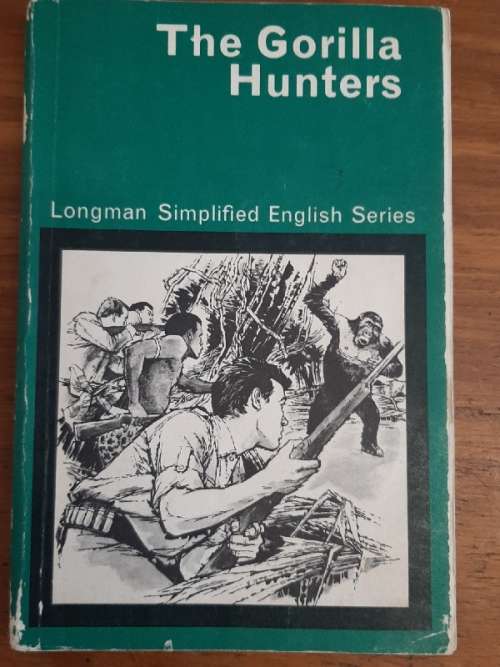 The Gorilla
Hunters
Longman Simplified English Series